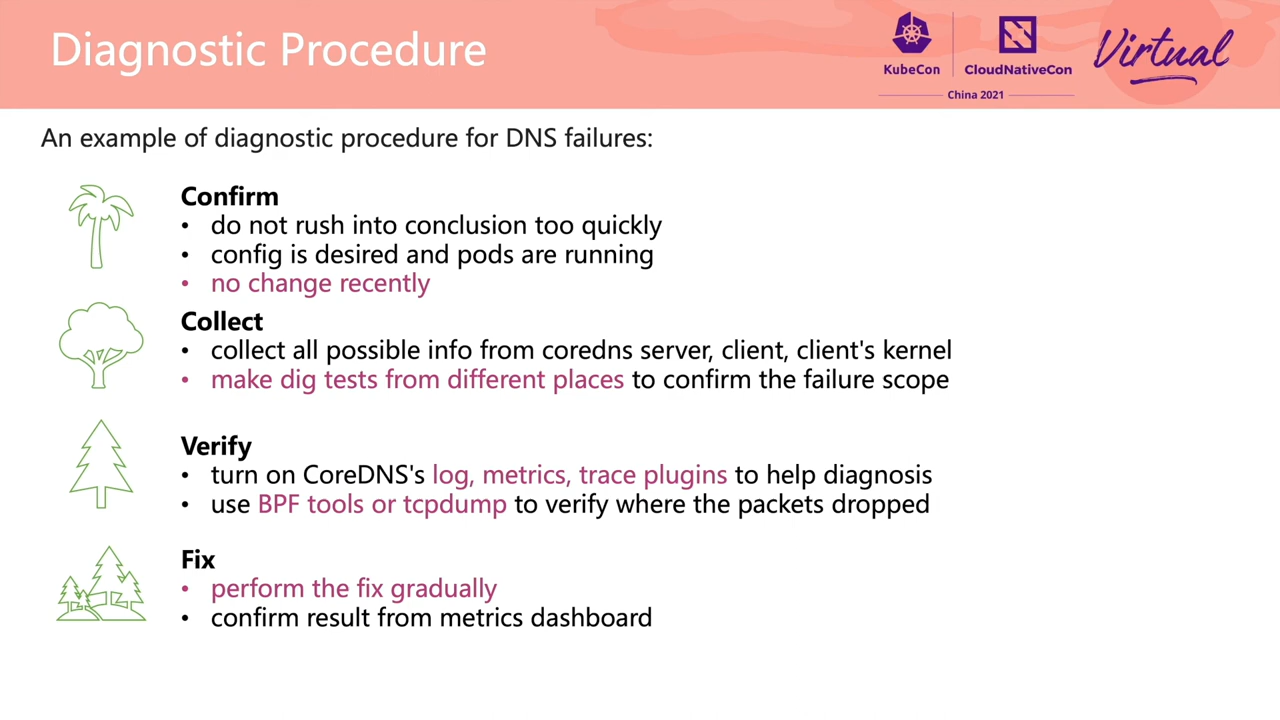 Diagnostic Procedure
KubeCon
CloudNativeCon
China 2021
Virtual
An example of diagnostic procedure for DNS failures:
Confirm
• do not rush into conclusion too quickly
• config is desired and pods are running
• no change recently
Collect
• collect all possible info from coredns server, client, client's kernel
• make dig tests from different places to confirm the failure scope
Verify
• turn on CoreDNS's log, metrics, trace plugins to help diagnosis
• use BPF tools or tcpdump to verify where the packets dropped
Fix
• perform the fix gradually
• confirm result from metrics dashboard